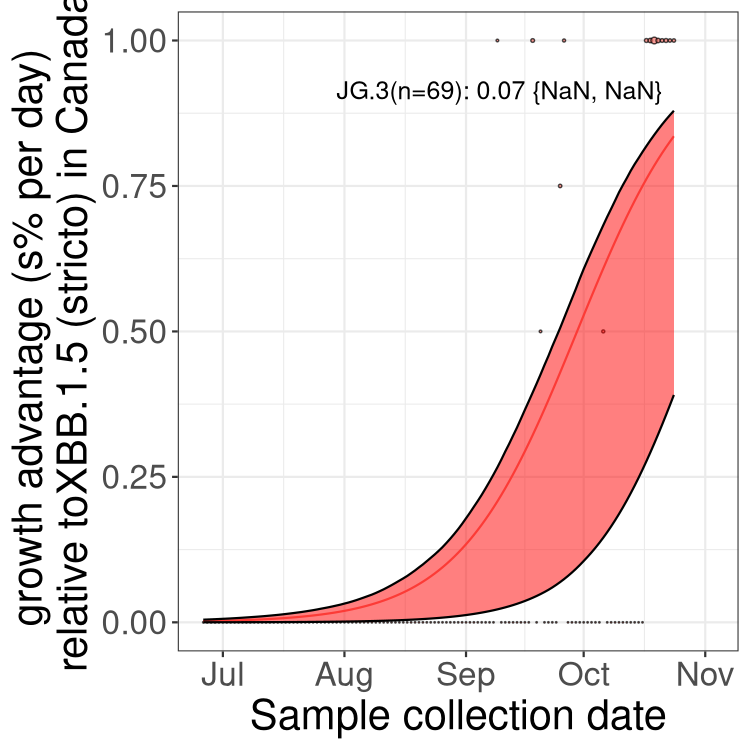 growth advantage (s% per day)
relative toXBB.1.5 (stricto) in Canada
1.00
0.75
0.50
0.25
0.00
JG.3(n=69): 0.07 {NaN, NaN}
Jul Aug Sep Oct Nov
Sample collection date